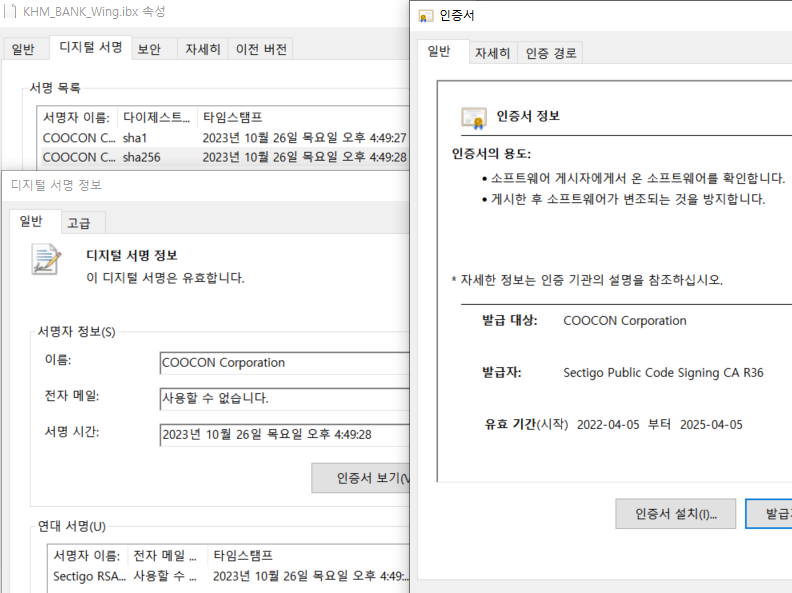 KHM_BANK_Wing.ibx 속성
일반 디지털 서명 보안 자세히 이전 버전
서명 목록
서명자 이름: 다이제스트... 타임스탬프
COOCON C... sha1 2023년 10월 26일 목요일 오후 4:49:27
COOCON C... sha256 2023년 10월 26일 목요일 오후 4:49:28
디지털 서명 정보
일반 고급
디지털 서명 정보
이 디지털 서명은 유효합니다.
서명자 정보(S)
이름: COOCON Corporation
전자 메일: 사용할 수 없습니다.
서명 시간: 2023년 10월 26일 목요일 오후 4:49:28
인증서 보기(V
연대 서명(U)
서명자 이름: 전자 메일 ... 타임스탬프
Sectigo RSA... 사용할 수 ... 2023년 10월 26일 목요일 오후 4:49:...
인증서
일반 자세히 인증 경로
인증서 정보
인증서의 용도:
• 소프트웨어 게시자에게서 온 소프트웨어를 확인합니다.
• 게시한 후 소프트웨어가 변조되는 것을 방지합니다.
* 자세한 정보는 인증 기관의 설명을 참조하십시오.
발급 대상: COOCON Corporation
발급자: Sectigo Public Code Signing CA R36
유효 기간(시작) 2022-04-05 부터 2025-04-05
인증서 설치(I)... 발급